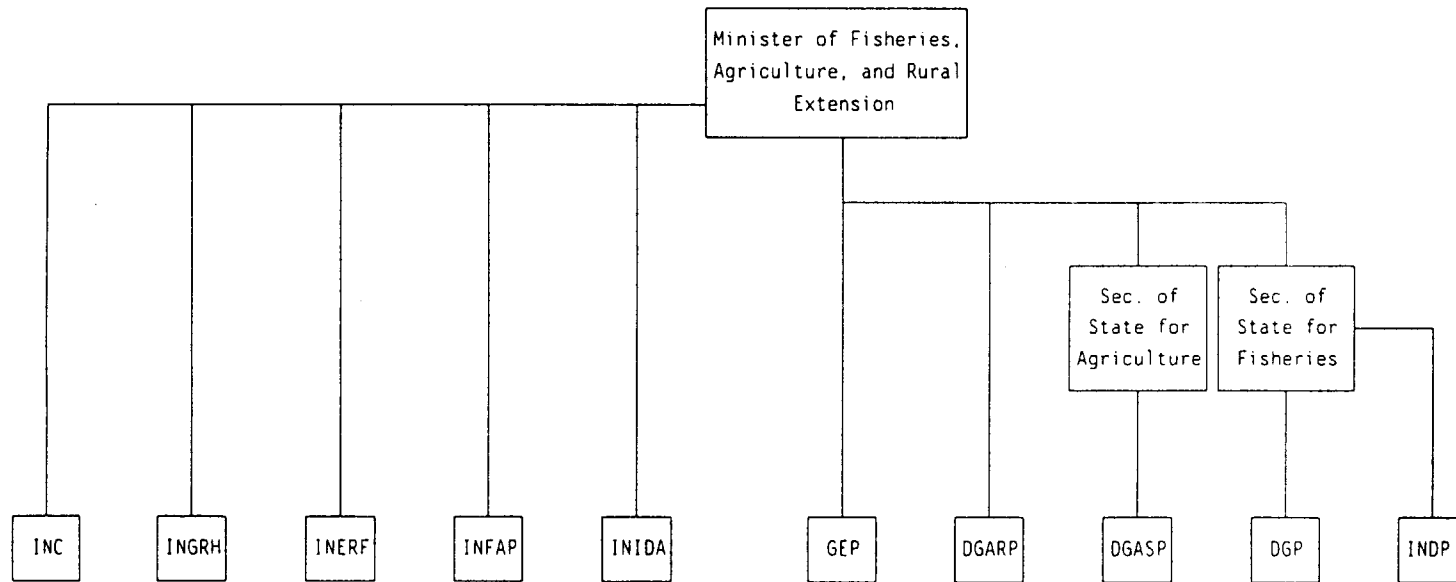 Minister of Fisheries,
Agriculture, and Rural
Extension
Sec. of
State for
Agriculture
Sec. of
State for
Fisheries
INC
INGRH
INERF
INFAP
INIDA
GEP
DGARP
DGASP
DGP
INDP